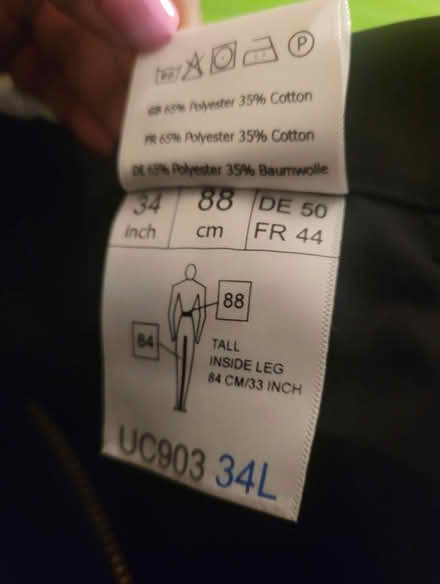 P
GB 65% Polyester 35% Cotton
FR 65% Polyester 35% Cotton
DE 65% Polyester 35% Baumwolle
34 88 DE 50
inch cm FR 44
88
84
TALL
INSIDE LEG
84 CM/33 INCH
UC903 34L